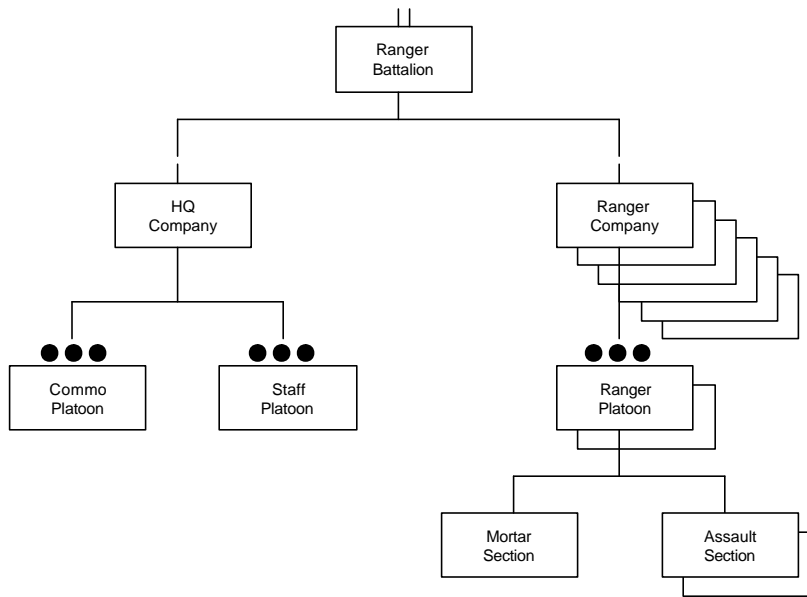 Ranger
Battalion
HQ
Company
Ranger
Company
Commo
Platoon
Staff
Platoon
Ranger
Platoon
Mortar
Section
Assault
Section